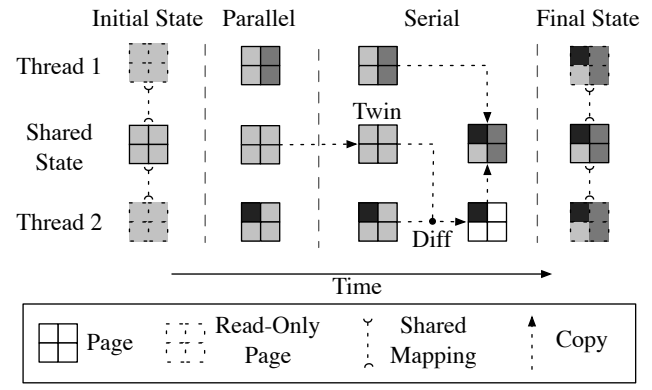 Initial State Parallel Serial Final State
Thread 1
Twin
Shared
State
Thread 2
Diff
Time
Page
Read-Only
Page
Shared
Mapping
Copy